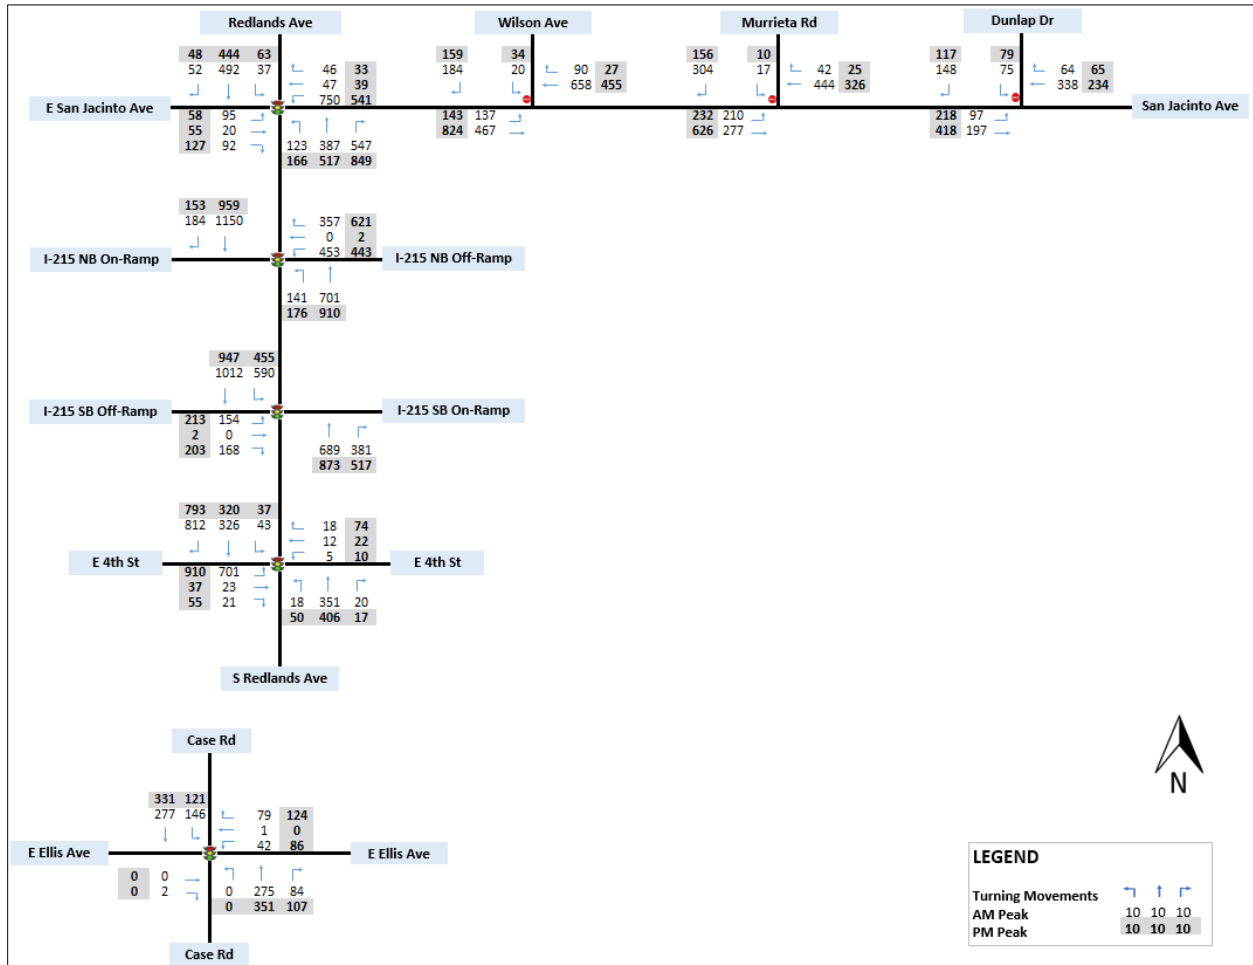 Redlands Ave Wilson Ave Murrieta Rd Dunlap Dr
48 444 63 159 34 156 10 117 79
52 492 37 46 33 184 20 90 27 304 17 42 25 148 75 64 65
47 39 658 455 444 326 338 234
750 541
E San Jacinto Ave San Jacinto Ave
58 95 143 137 232 210 218 97
55 20 824 467 626 277 418 197
127 92 123 387 547
166 517 849
153 959
184 1150 357 621
0 2
453 443
I-215 NB On-Ramp I-215 NB Off-Ramp
141 701
176 910
947 455
1012 590
I-215 SB Off-Ramp I-215 SB On-Ramp
213 154
2 0
203 168 689 381
873 517
793 320 37
812 326 43 18 74
12 22
5 10
E 4th St E 4th St
910 701
37 23
55 21 18 351 20
50 406 17
S Redlands Ave
Case Rd
331 121
277 146 79 124
1 0
42 86
E Ellis Ave E Ellis Ave
0 0
0 2 0 275 84
0 351 107
Case Rd
N
LEGEND
Turning Movements
AM Peak 10 10 10
PM Peak 10 10 10